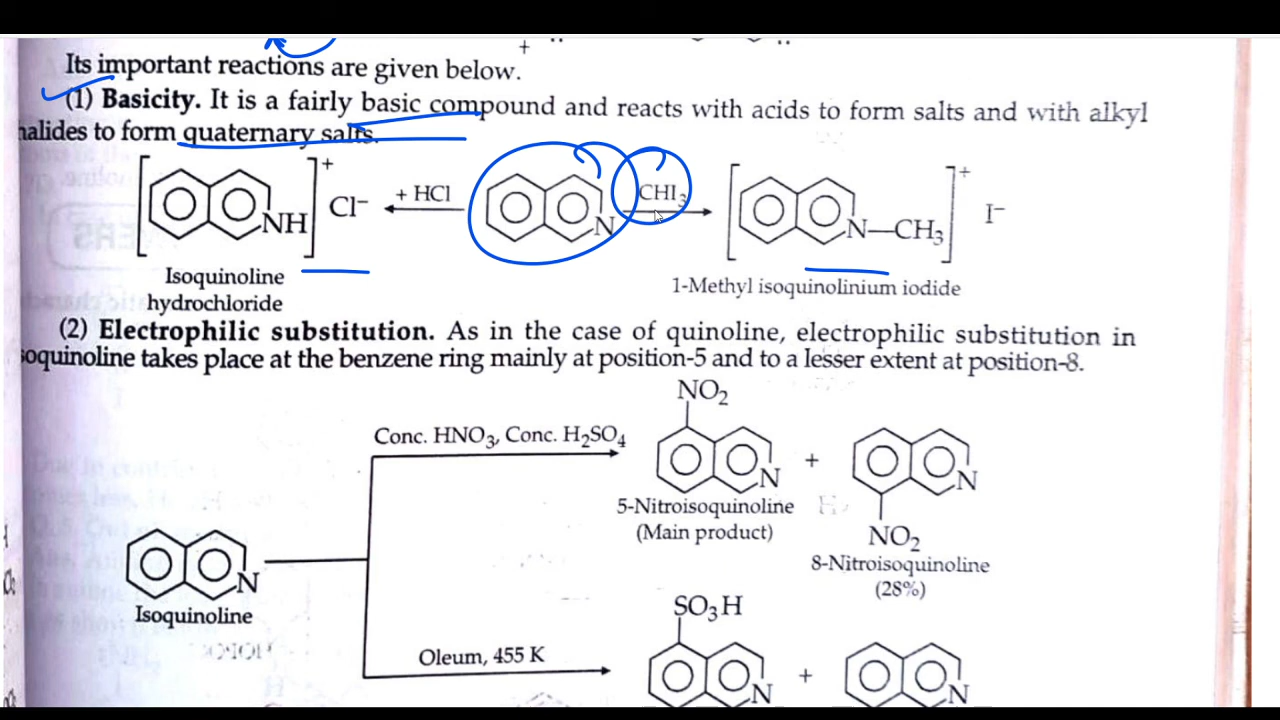 Its important reactions are given below.
(1) Basicity. It is a fairly basic compound and reacts with acids to form salts and with alkyl
halides to form quaternary salts.
+
NH
Cl⁻
+ HCl
N
CHI₃
N—CH₃
+
I⁻
Isoquinoline
hydrochloride
1-Methyl isoquinolinium iodide
(2) Electrophilic substitution. As in the case of quinoline, electrophilic substitution in
soquinoline takes place at the benzene ring mainly at position-5 and to a lesser extent at position-8.
NO₂
Conc. HNO₃, Conc. H₂SO₄
N
+
N
5-Nitroisoquinoline
(Main product)
NO₂
8-Nitroisoquinoline
(28%)
N
Isoquinoline
SO₃H
Oleum, 455 K
N
+
N